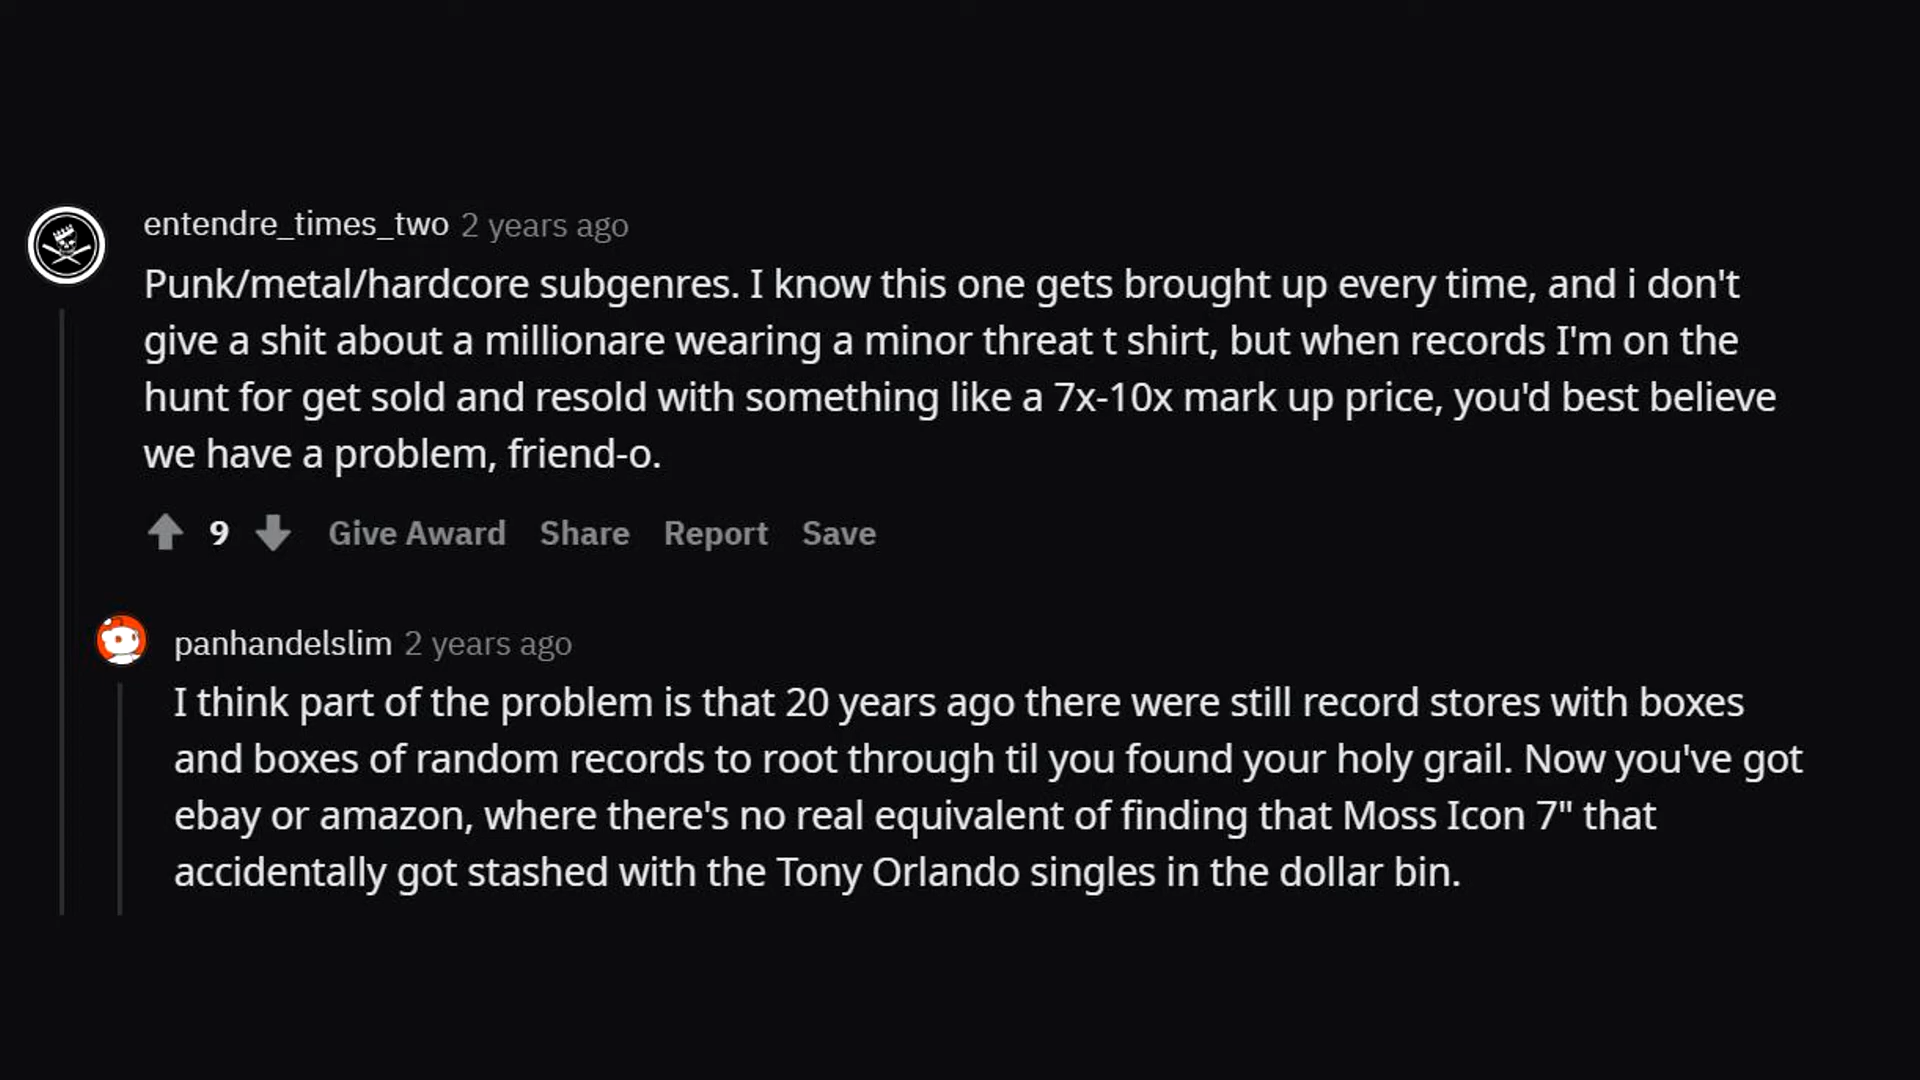 entendre_times_two 2 years ago
Punk/metal/hardcore subgenres. I know this one gets brought up every time, and i don't
give a shit about a millionare wearing a minor threat t shirt, but when records I'm on the
hunt for get sold and resold with something like a 7x-10x mark up price, you'd best believe
we have a problem, friend-o.
9 Give Award Share Report Save
panhandelslim 2 years ago
I think part of the problem is that 20 years ago there were still record stores with boxes
and boxes of random records to root through til you found your holy grail. Now you've got
ebay or amazon, where there's no real equivalent of finding that Moss Icon 7" that
accidentally got stashed with the Tony Orlando singles in the dollar bin.